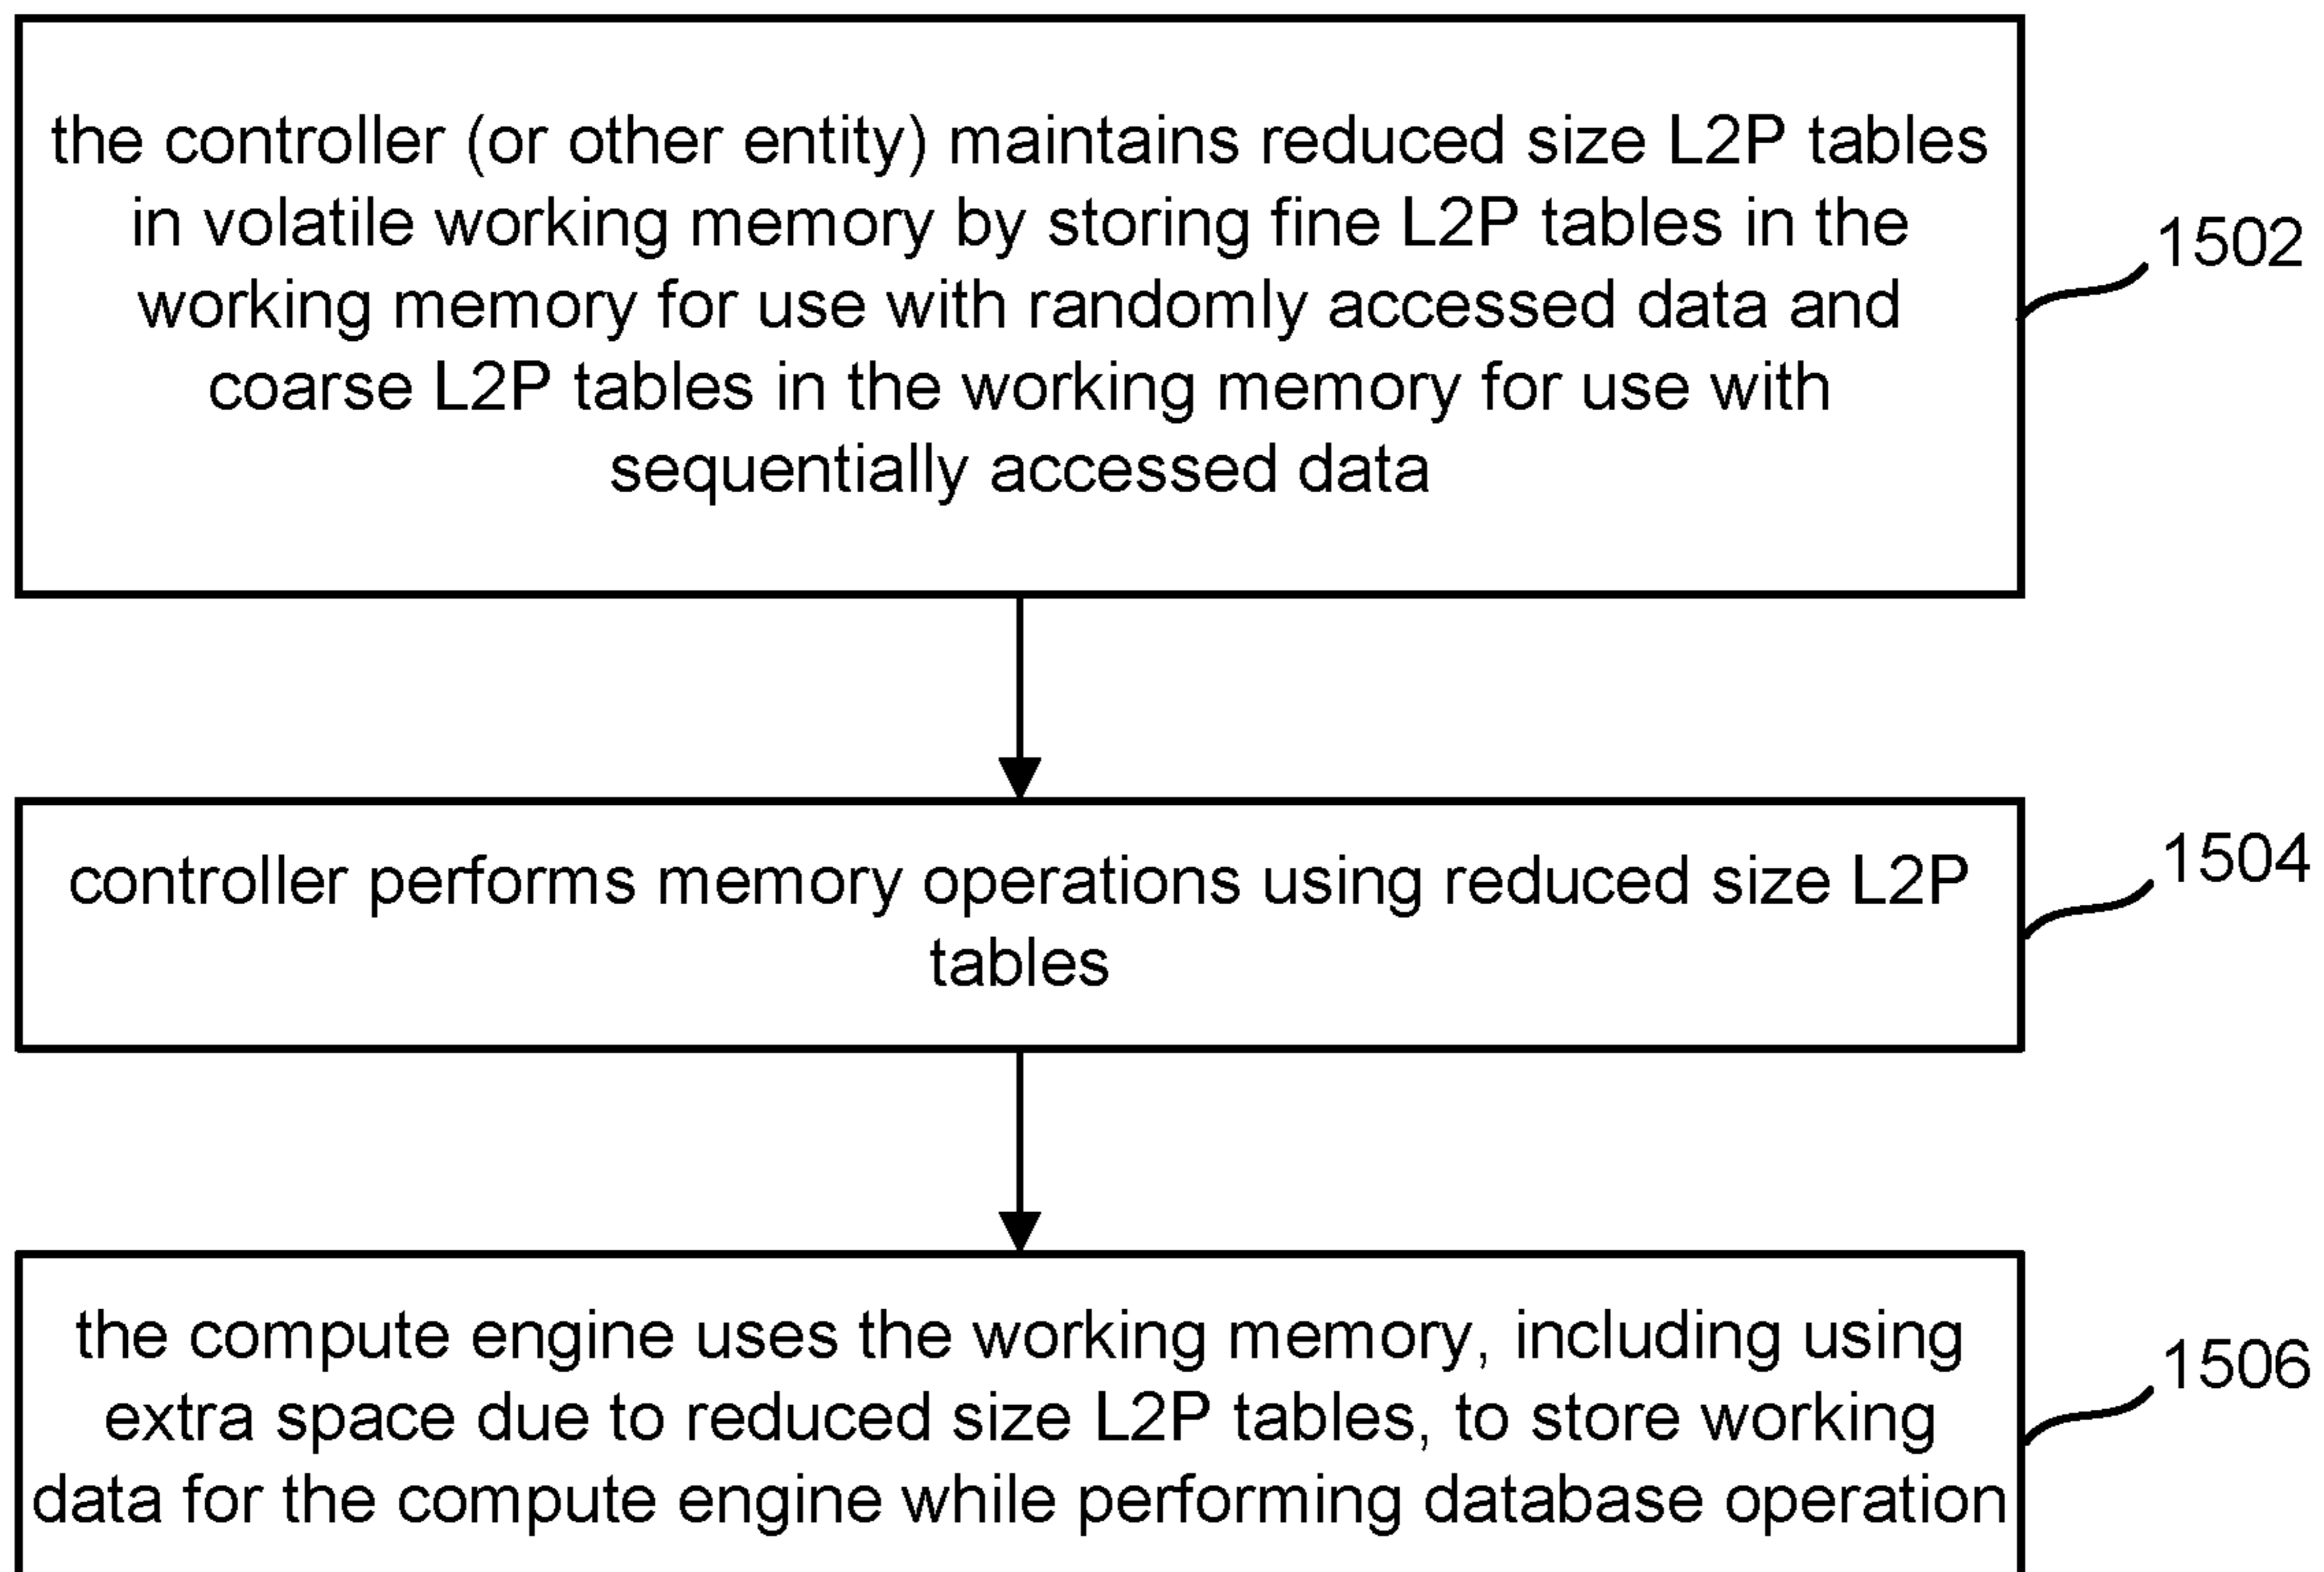 the controller (or other entity) maintains reduced size L2P tables
in volatile working memory by storing fine L2P tables in the
working memory for use with randomly accessed data and
coarse L2P tables in the working memory for use with
sequentially accessed data
1502
controller performs memory operations using reduced size L2P
tables
1504
the compute engine uses the working memory, including using
extra space due to reduced size L2P tables, to store working
data for the compute engine while performing database operation
1506